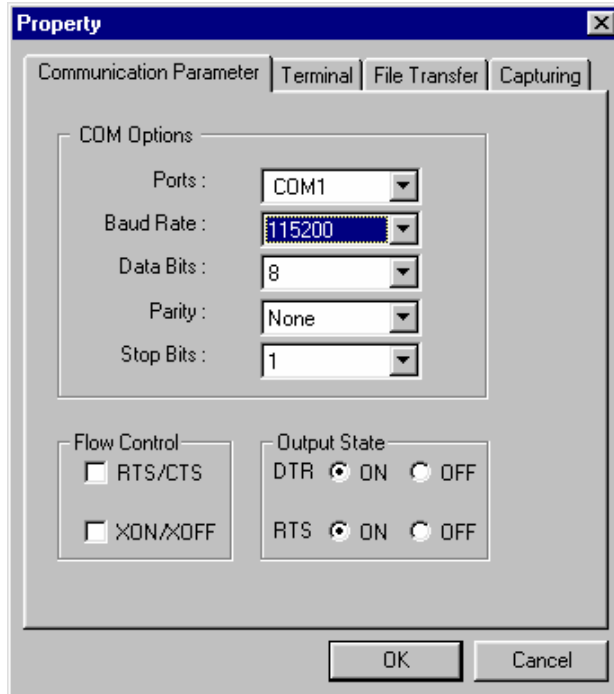 Property
Communication Parameter Terminal File Transfer Capturing
COM Options
Ports : COM1
Baud Rate : 115200
Data Bits : 8
Parity : None
Stop Bits : 1
Flow Control
RTS/CTS
XON/XOFF
Output State
DTR ON OFF
RTS ON OFF
OK Cancel